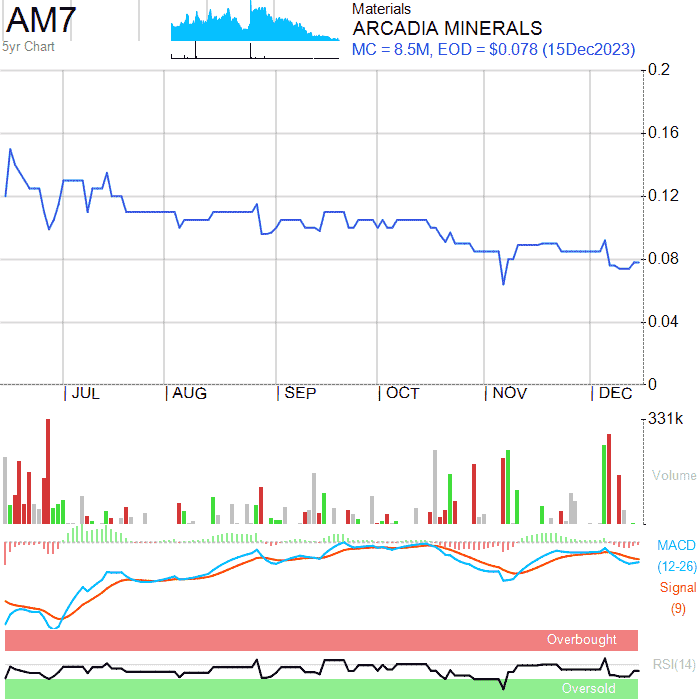 AM7
5yr Chart
Materials
ARCADIA MINERALS
MC = 8.5M, EOD = $0.078 (15Dec2023)
0.2
0.16
0.12
0.08
0.04
0
JUL AUG SEP OCT NOV DEC
331k
Volume
MACD
(12-26)
Signal
(9)
Overbought
RSI(14)
Oversold